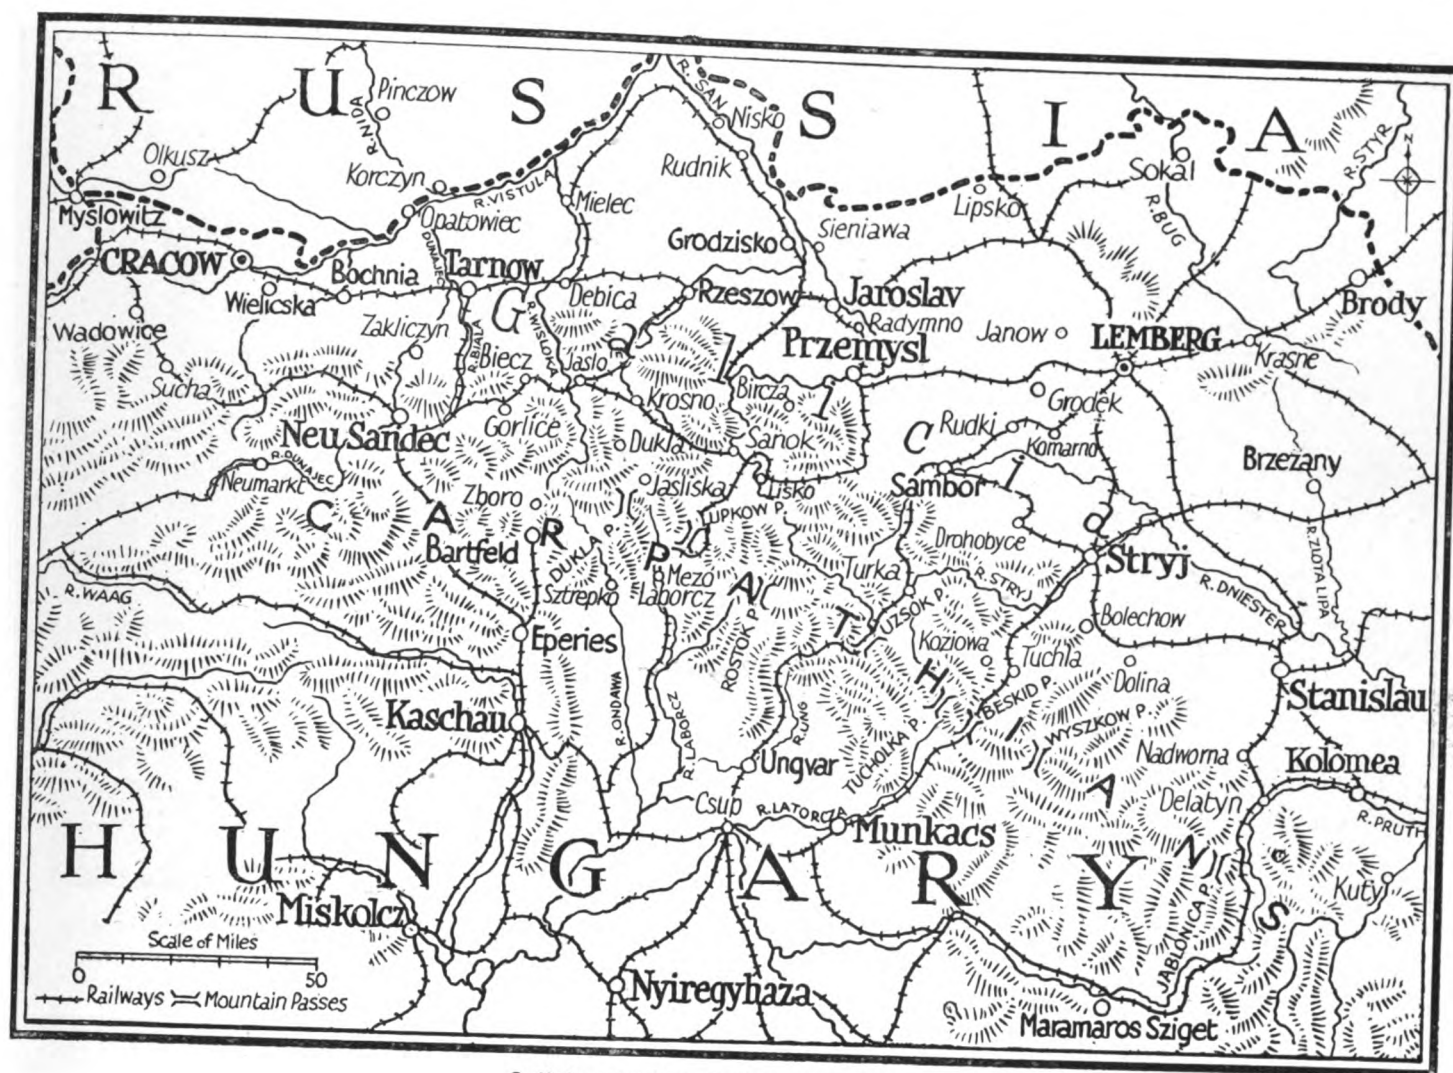 RUSSIA
R. NIDA
Pinczow
R. SAN
Nisko
Olkusz
Korczyn
Rudnik
Sokal
R. STYR
N
Myslowitz
Opatowiec
R. VISTULA
Mielec
Lipsko
R. BUG
Grodzisko
Sieniawa
CRACOW
DUNAJEC
Bochnia
Tarnow
Wielicska
Debica
Rzeszow
Jaroslav
Brody
Radymno
Janow
LEMBERG
Wadowice
Zakliczyn
R. BIALA
R. WISLOKA
Przemysl
Krasne
Biecz
Jaslo
Sucha
Krosno
Bircza
Grodek
Neu Sandec
Gorlice
Dukla
Sanok
Rudki
Komarno
GaliCia
Brzezany
R. DUNAJEC
Neumarkt
Zboro
Jasliska
Lisko
Sambor
LUPKOW P.
Drohobyce
Bartfeld
DUKLA P.
Sztrepko
Mezo
Laborcz
Turka
R. STRYJ
Stryj
R. ZLOTA LIPA
R. DNIESTER
R. WAAG
UZSOK P.
Bolechow
Eperies
ROSTOK P.
Koziowa
Tuchla
Dolina
CARPATHIANS
Kaschau
R. ONDAWA
R. LABORCZ
R. UNG
TUCHOLKA P.
BESKID P.
WYSZKOW P.
Stanislau
Nadworna
Kolomea
Ungvar
Csup
R. LATORCZA
Munkacs
Delatyn
R. PRUTH
HUNGARY
JABLONICA P.
Kuty
Miskolcz
Nyiregyhaza
Maramaros Sziget
Scale of Miles
0 50
Railways Mountain Passes